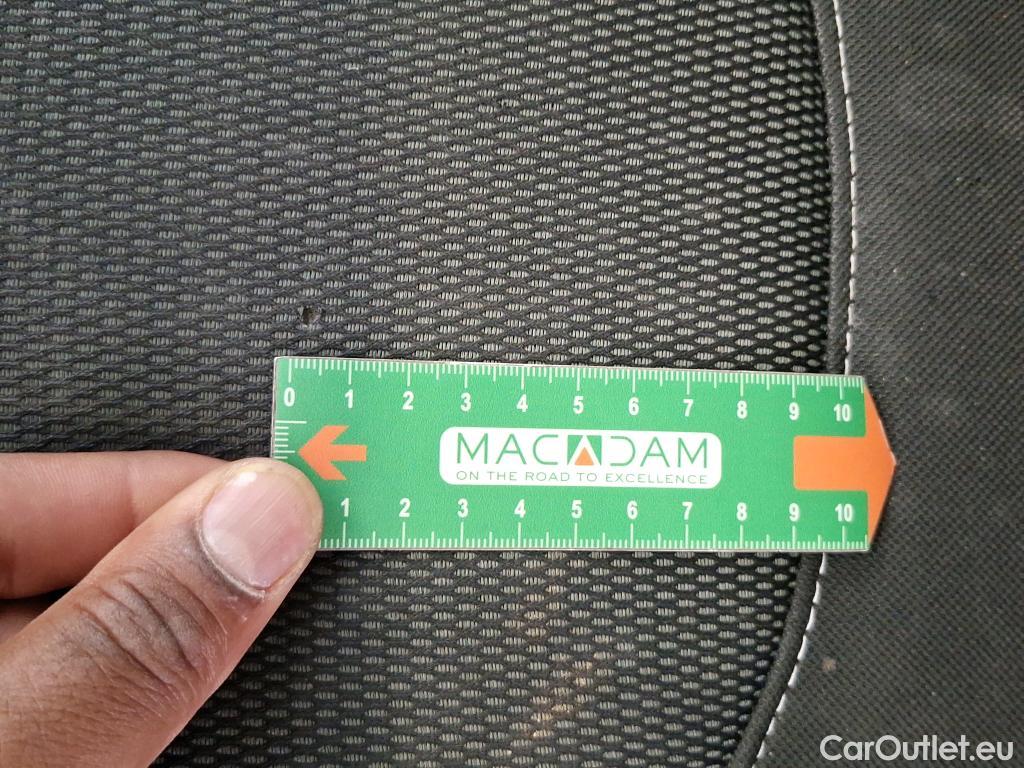 0 1 2 3 4 5 6 7 8 9 10
MACADAM
ON THE ROAD TO EXCELLENCE
1 2 3 4 5 6 7 8 9 10
CarOutlet.eu